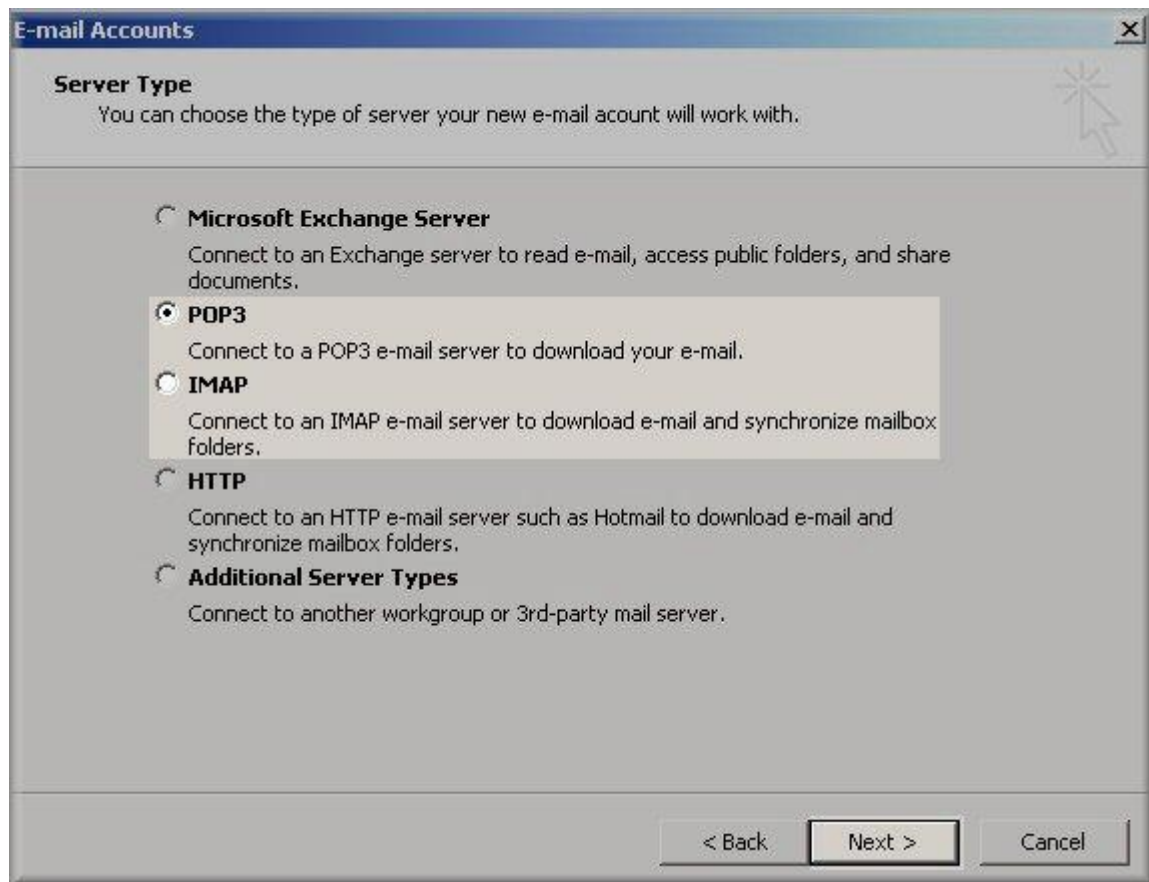 E-mail Accounts
Server Type
You can choose the type of server your new e-mail acount will work with.
Microsoft Exchange Server
Connect to an Exchange server to read e-mail, access public folders, and share
documents.
POP3
Connect to a POP3 e-mail server to download your e-mail.
IMAP
Connect to an IMAP e-mail server to download e-mail and synchronize mailbox
folders.
HTTP
Connect to an HTTP e-mail server such as Hotmail to download e-mail and
synchronize mailbox folders.
Additional Server Types
Connect to another workgroup or 3rd-party mail server.
< Back Next > Cancel